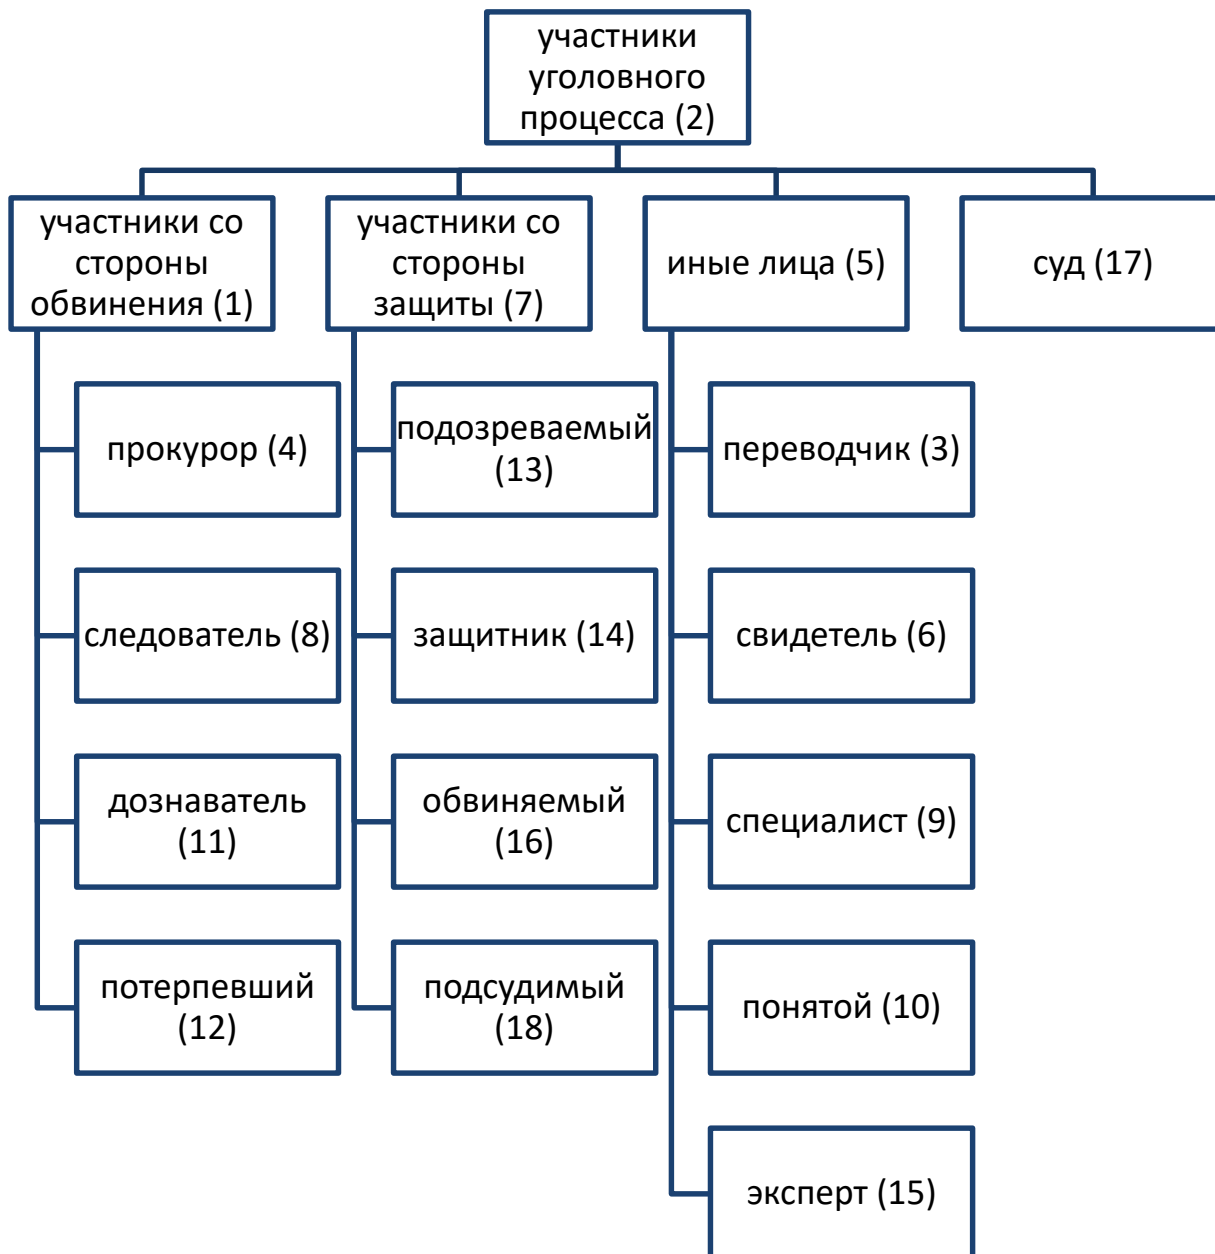 участники
уголовного
процесса (2)
участники со
стороны
обвинения (1)
участники со
стороны
защиты (7)
иные лица (5)
суд (17)
прокурор (4)
подозреваемый
(13)
переводчик (3)
следователь (8)
защитник (14)
свидетель (6)
дознаватель
(11)
обвиняемый
(16)
специалист (9)
потерпевший
(12)
подсудимый
(18)
понятой (10)
эксперт (15)